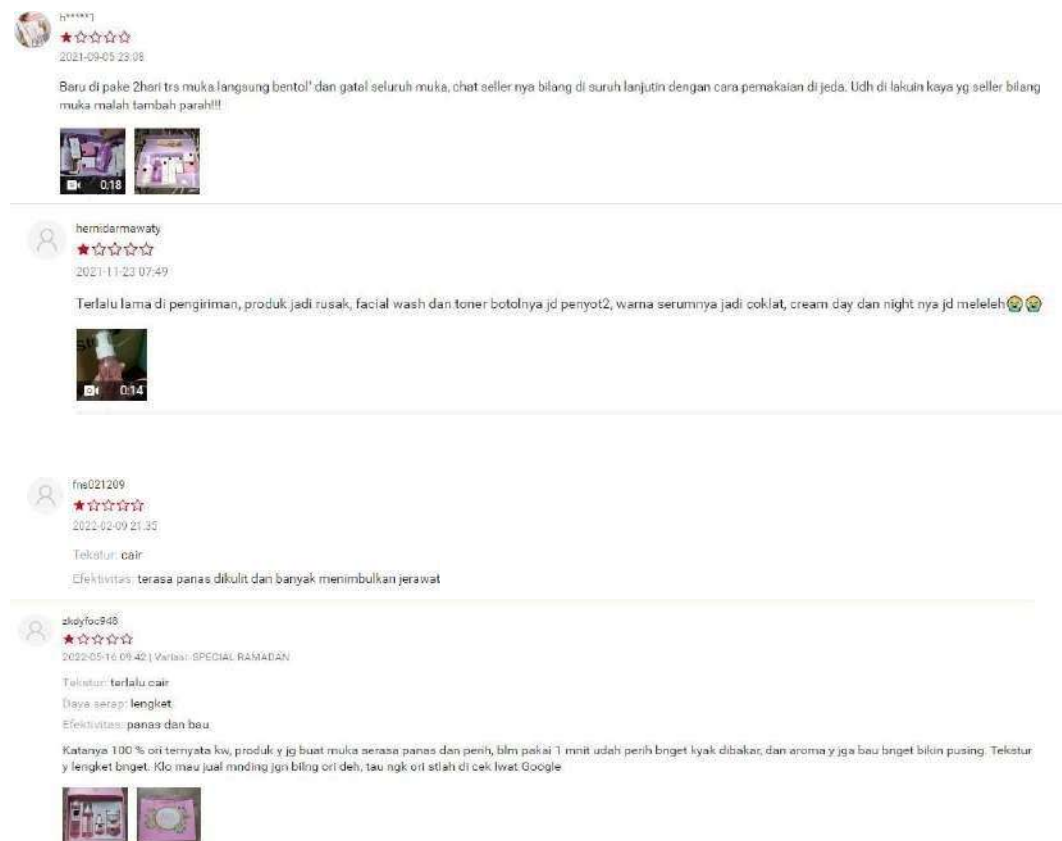 h*****1
2021-09-05 23:08
Baru di pake 2hari trs muka langsung bentol' dan gatal seluruh muka, chat seller nya bilang di suruh lanjutin dengan cara pemakaian di jeda. Udh di lakuin kaya yg seller bilang
muka malah tambah parah!!!
0:18
hernidarmawaty
2021-11-23 07:49
Terlalu lama di pengiriman, produk jadi rusak, facial wash dan toner botolnya jd penyot2, warna serumnya jadi coklat, cream day dan night nya jd meleleh😭😭
0:14
fns021209
2022-02-09 21:35
Tekstur: cair
Efektivitas: terasa panas dikulit dan banyak menimbulkan jerawat
zkdyfoc948
2022-05-16 09:42 | Variasi: SPECIAL RAMADAN
Tekstur: terlalu cair
Daya serap: lengket
Efektivitas: panas dan bau
Katanya 100 % ori ternyata kw, produk y jg buat muka serasa panas dan perih, blm pakai 1 mnit udah perih bnget kyak dibakar, dan aroma y jga bau bnget bikin pusing. Tekstur
y lengket bnget. Klo mau jual mnding jgn bilng ori deh, tau ngk ori stlah di cek lwat Google